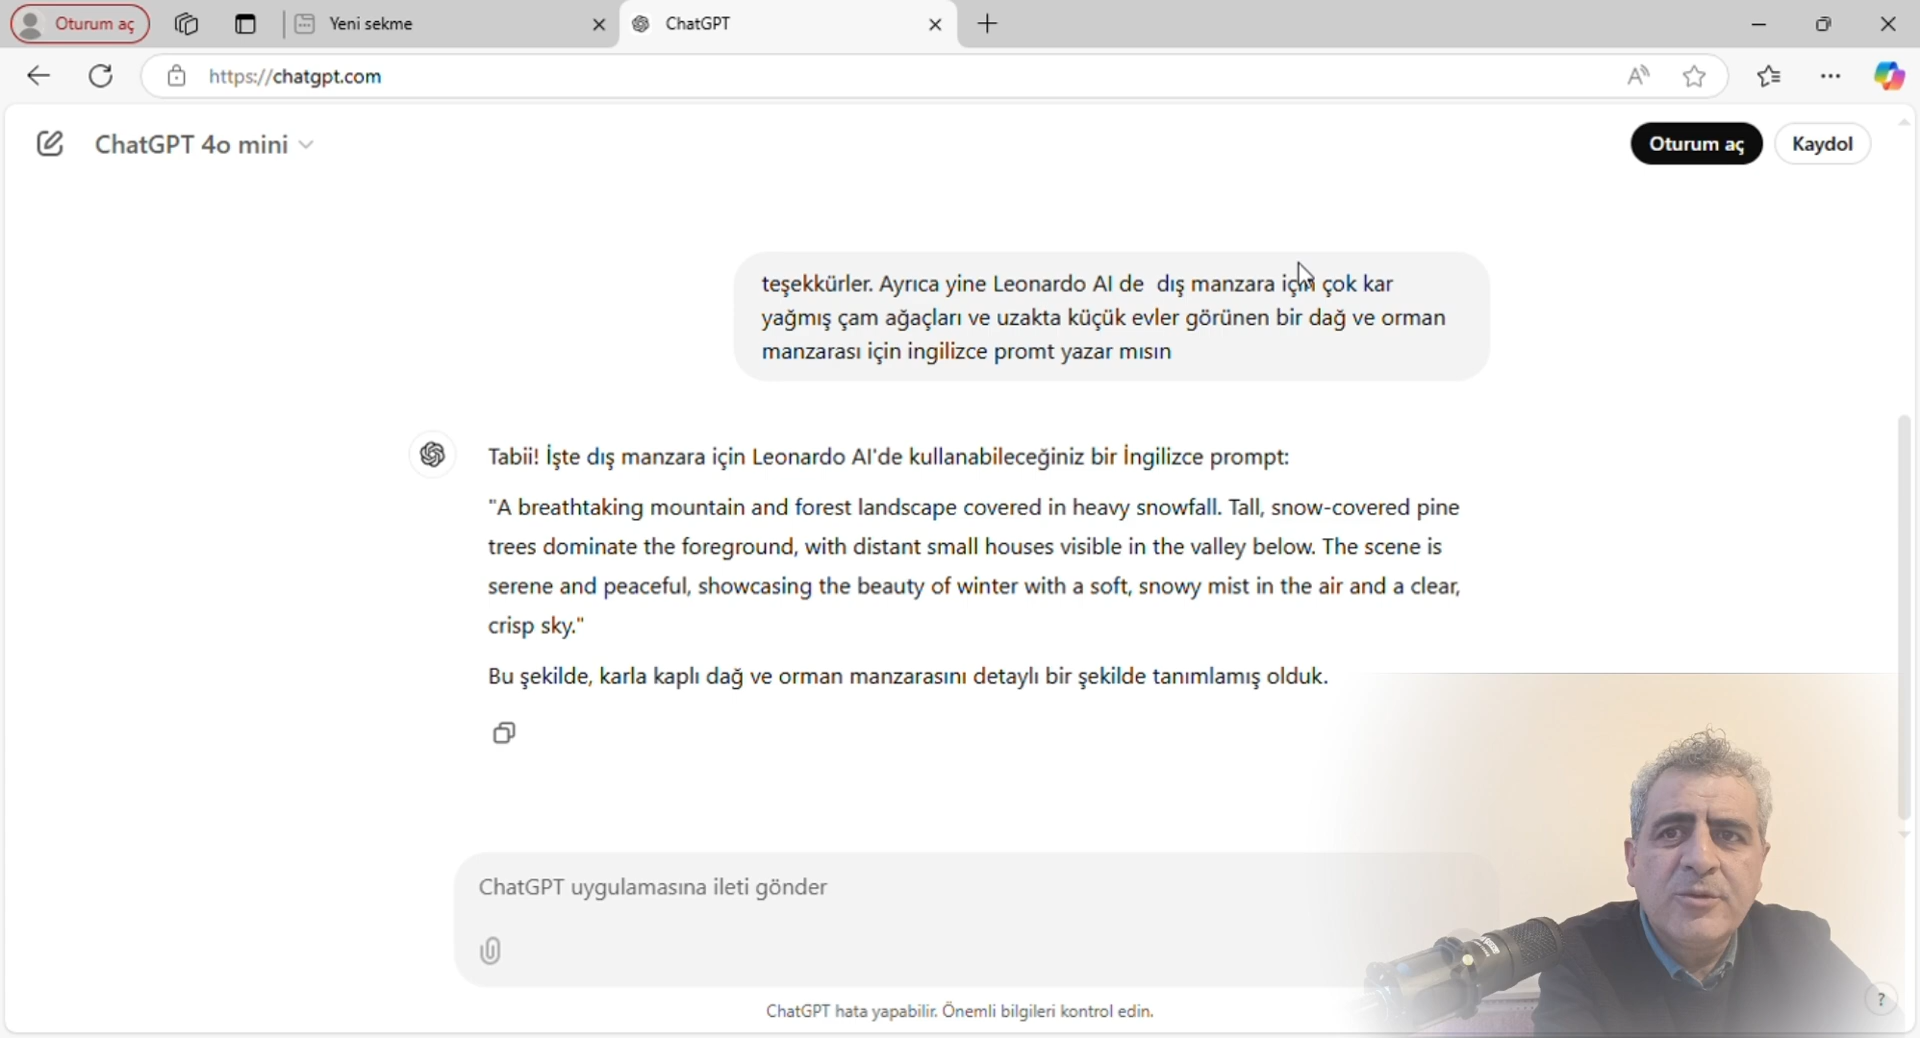 Oturum aç
Yeni sekme
ChatGPT
https://chatgpt.com
ChatGPT 4o mini
Oturum aç
Kaydol
teşekkürler. Ayrıca yine Leonardo AI de dış manzara için çok kar
yağmış çam ağaçları ve uzakta küçük evler görünen bir dağ ve orman
manzarası için ingilizce promt yazar mısın
Tabii! İşte dış manzara için Leonardo AI'de kullanabileceğiniz bir İngilizce prompt:
"A breathtaking mountain and forest landscape covered in heavy snowfall. Tall, snow-covered pine
trees dominate the foreground, with distant small houses visible in the valley below. The scene is
serene and peaceful, showcasing the beauty of winter with a soft, snowy mist in the air and a clear,
crisp sky."
Bu şekilde, karla kaplı dağ ve orman manzarasını detaylı bir şekilde tanımlamış olduk.
ChatGPT uygulamasına ileti gönder
ChatGPT hata yapabilir. Önemli bilgileri kontrol edin.
?